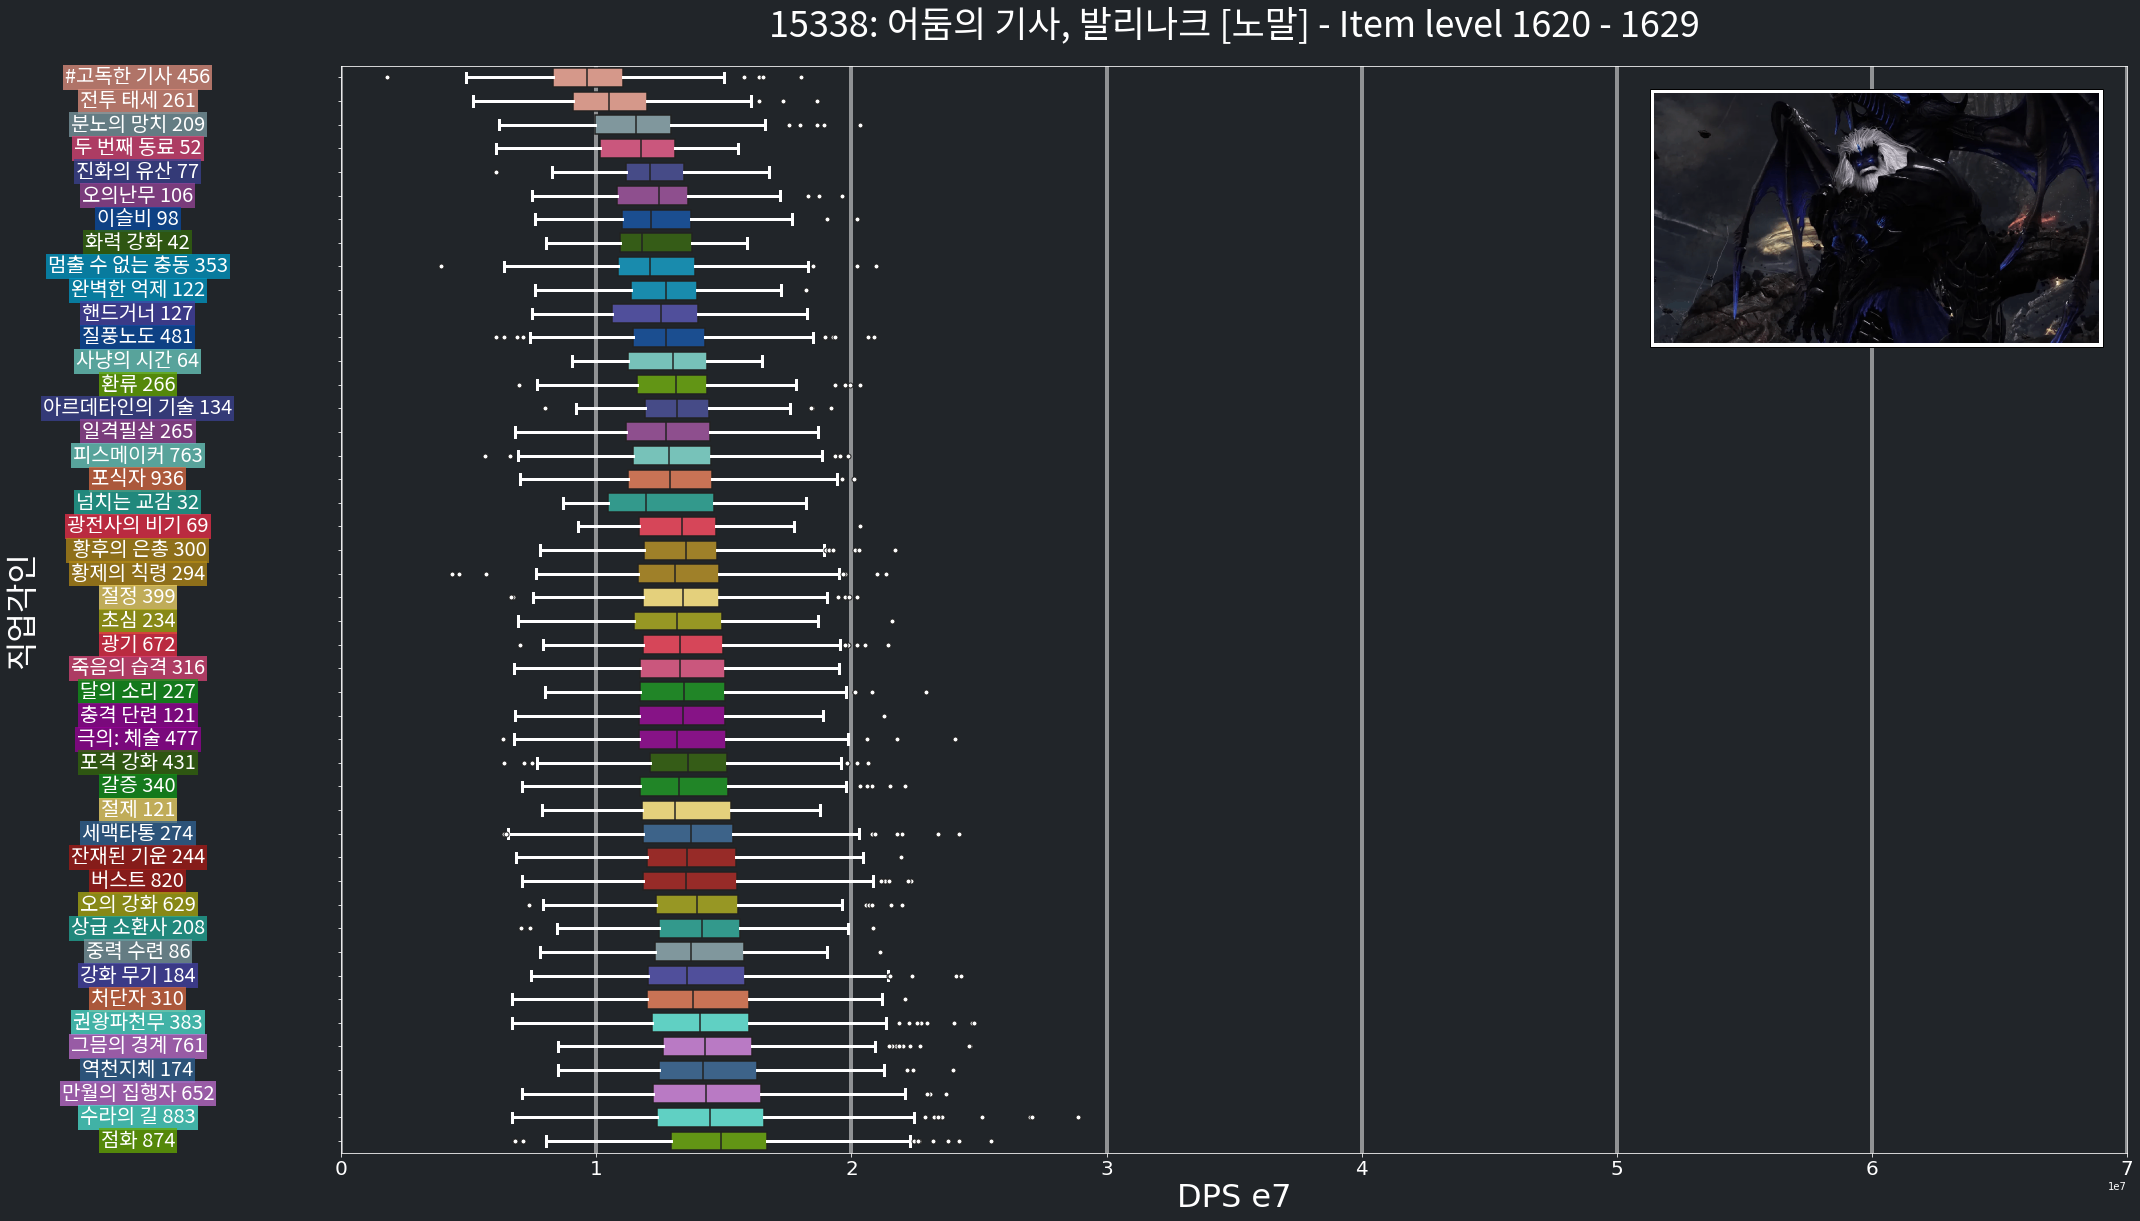 15338: 어둠의 기사, 발리나크 [노말] - Item level 1620 - 1629
#고독한 기사 456
전투 태세 261
분노의 망치 209
두 번째 동료 52
진화의 유산 77
오의난무 106
이슬비 98
화력 강화 42
멈출 수 없는 충동 353
완벽한 억제 122
핸드거너 127
질풍노도 481
사냥의 시간 64
환류 266
아르데타인의 기술 134
일격필살 265
피스메이커 763
포식자 936
넘치는 교감 32
광전사의 비기 69
황후의 은총 300
황제의 칙령 294
절정 399
초심 234
광기 672
죽음의 습격 316
달의 소리 227
충격 단련 121
극의: 체술 477
포격 강화 431
갈증 340
절제 121
세맥타통 274
잔재된 기운 244
버스트 820
오의 강화 629
상급 소환사 208
중력 수련 86
강화 무기 184
처단자 310
권왕파천무 383
그믐의 경계 761
역천지체 174
만월의 집행자 652
수라의 길 883
점화 874
직업각인
0 1 2 3 4 5 6 7
DPS e7
1e7